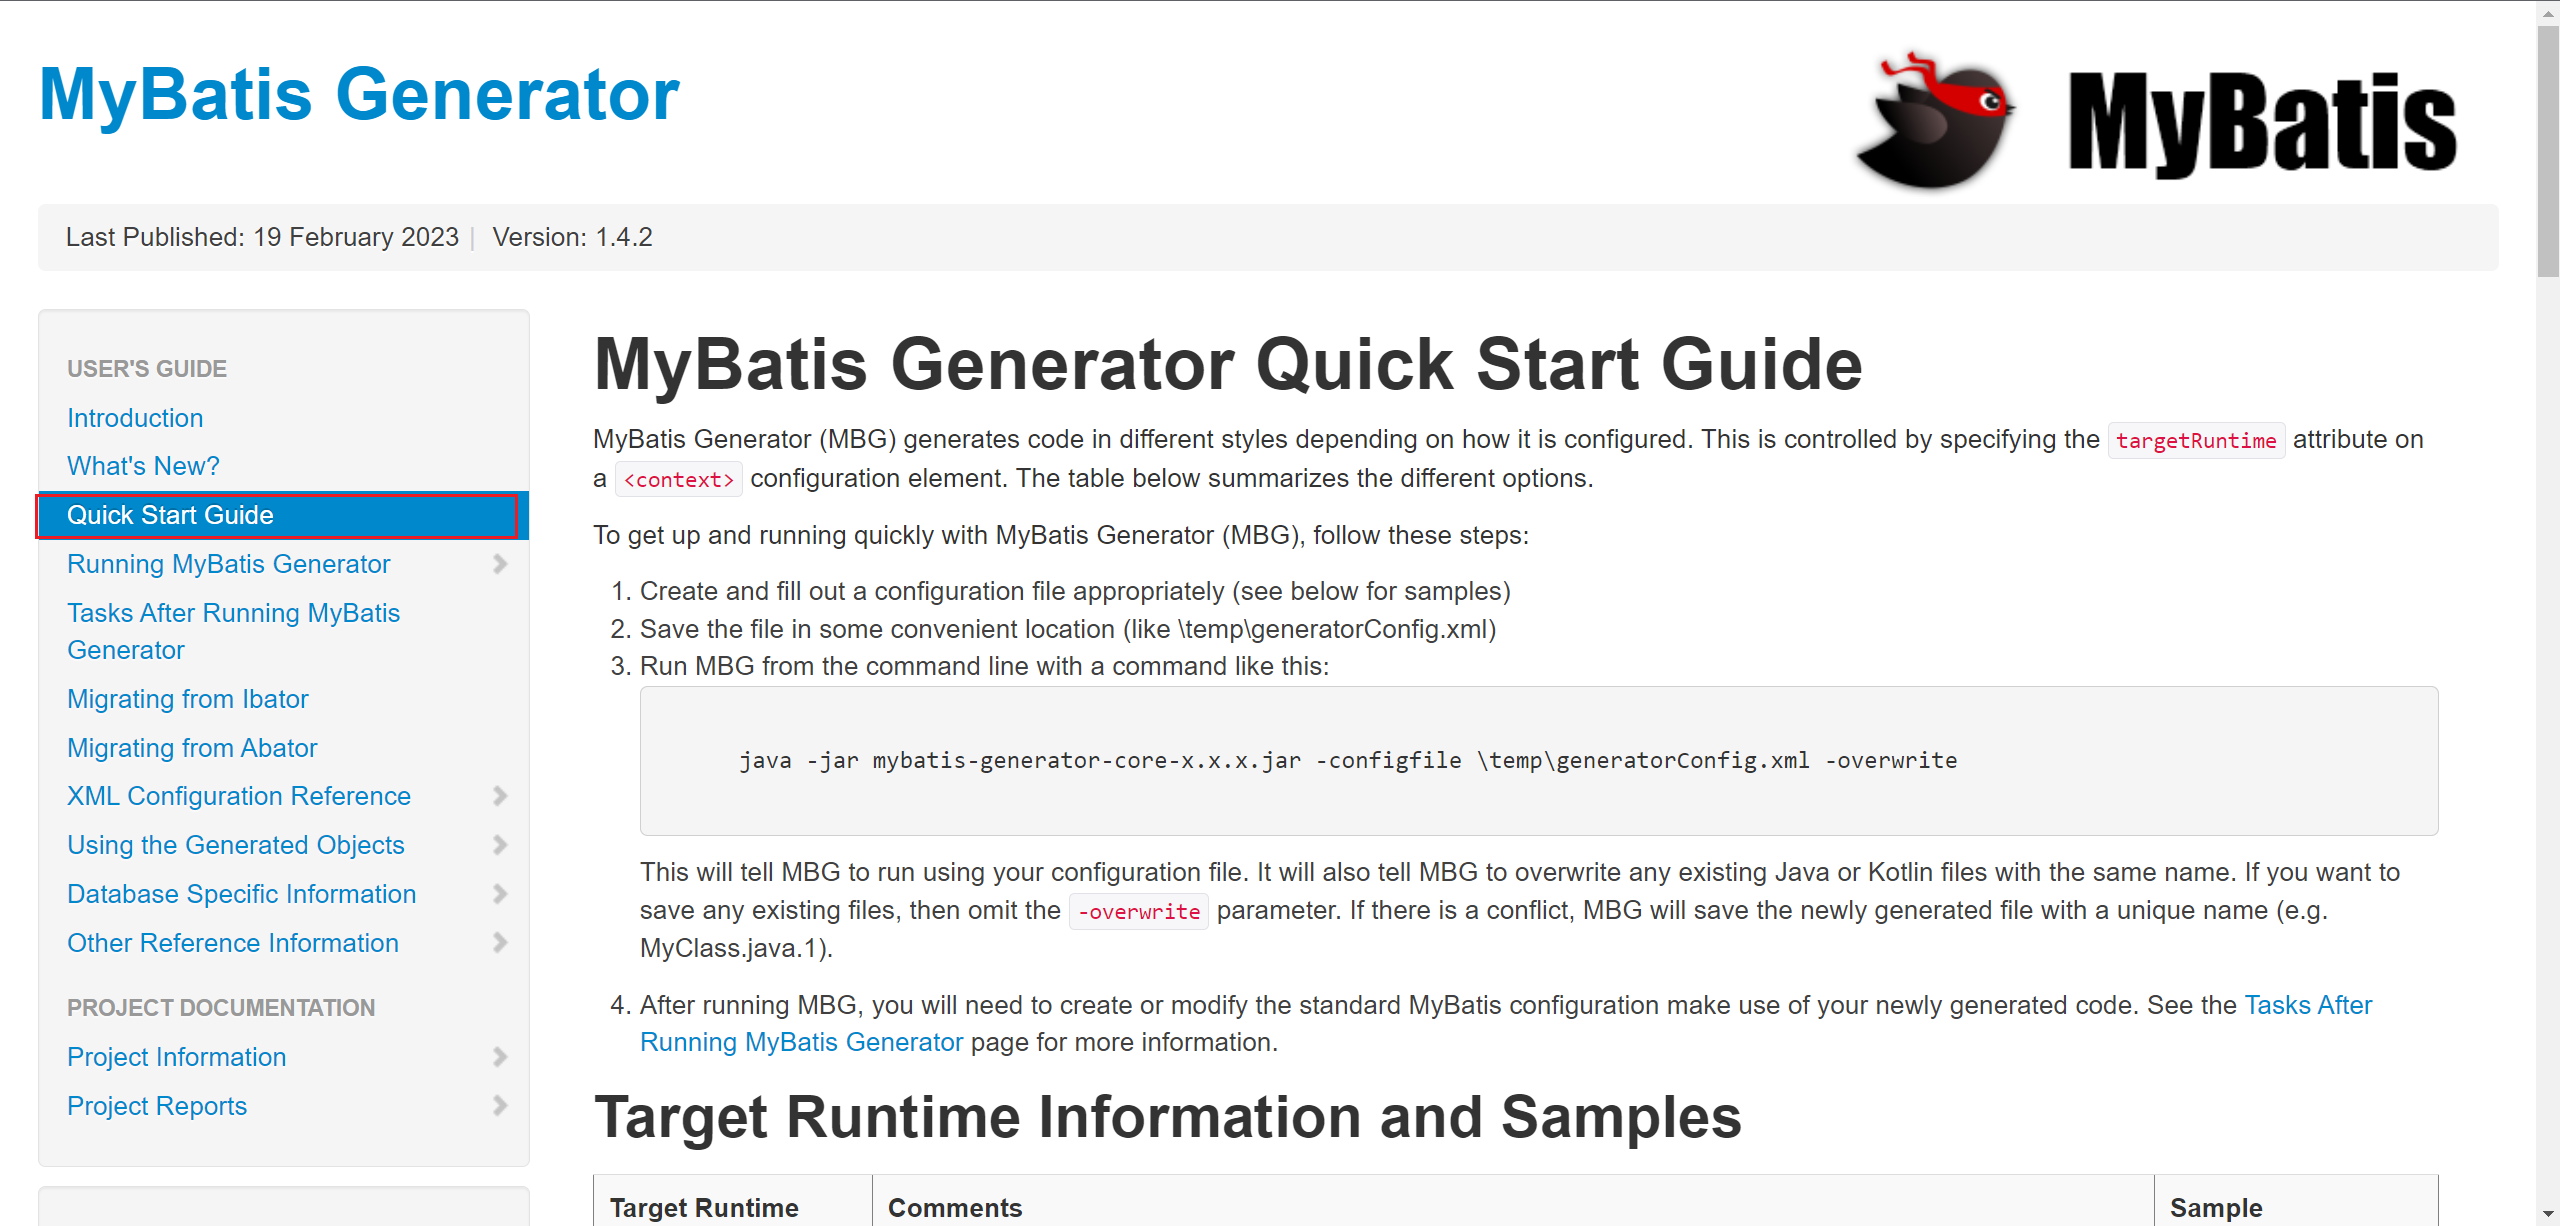 MyBatis Generator
MyBatis
Last Published: 19 February 2023 | Version: 1.4.2
USER'S GUIDE
Introduction
What's New?
Quick Start Guide
Running MyBatis Generator
Tasks After Running MyBatis
Generator
Migrating from Ibator
Migrating from Abator
XML Configuration Reference
Using the Generated Objects
Database Specific Information
Other Reference Information
PROJECT DOCUMENTATION
Project Information
Project Reports
MyBatis Generator Quick Start Guide
MyBatis Generator (MBG) generates code in different styles depending on how it is configured. This is controlled by specifying the targetRuntime attribute on
a <context> configuration element. The table below summarizes the different options.
To get up and running quickly with MyBatis Generator (MBG), follow these steps:
1. Create and fill out a configuration file appropriately (see below for samples)
2. Save the file in some convenient location (like \temp\generatorConfig.xml)
3. Run MBG from the command line with a command like this:
java -jar mybatis-generator-core-x.x.x.jar -configfile \temp\generatorConfig.xml -overwrite
This will tell MBG to run using your configuration file. It will also tell MBG to overwrite any existing Java or Kotlin files with the same name. If you want to
save any existing files, then omit the -overwrite parameter. If there is a conflict, MBG will save the newly generated file with a unique name (e.g.
MyClass.java.1).
4. After running MBG, you will need to create or modify the standard MyBatis configuration make use of your newly generated code. See the Tasks After
Running MyBatis Generator page for more information.
Target Runtime Information and Samples
Target Runtime Comments Sample